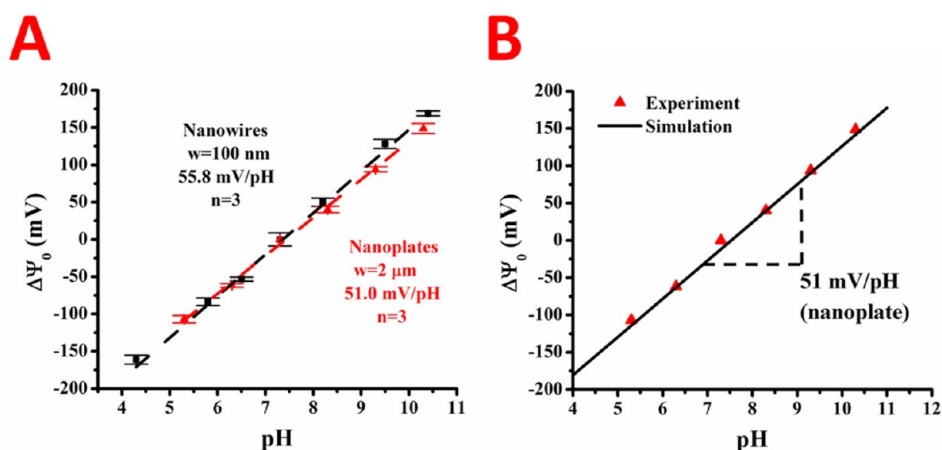 A
B
200
150
100
50
0
-50
-100
-150
-200
ΔΨ₀ (mV)
Nanowires
w=100 nm
55.8 mV/pH
n=3
Nanoplates
w=2 μm
51.0 mV/pH
n=3
4 5 6 7 8 9 10 11
pH
200
150
100
50
0
-50
-100
-150
-200
ΔΨ₀ (mV)
Experiment
Simulation
51 mV/pH
(nanoplate)
4 5 6 7 8 9 10 11 12
pH